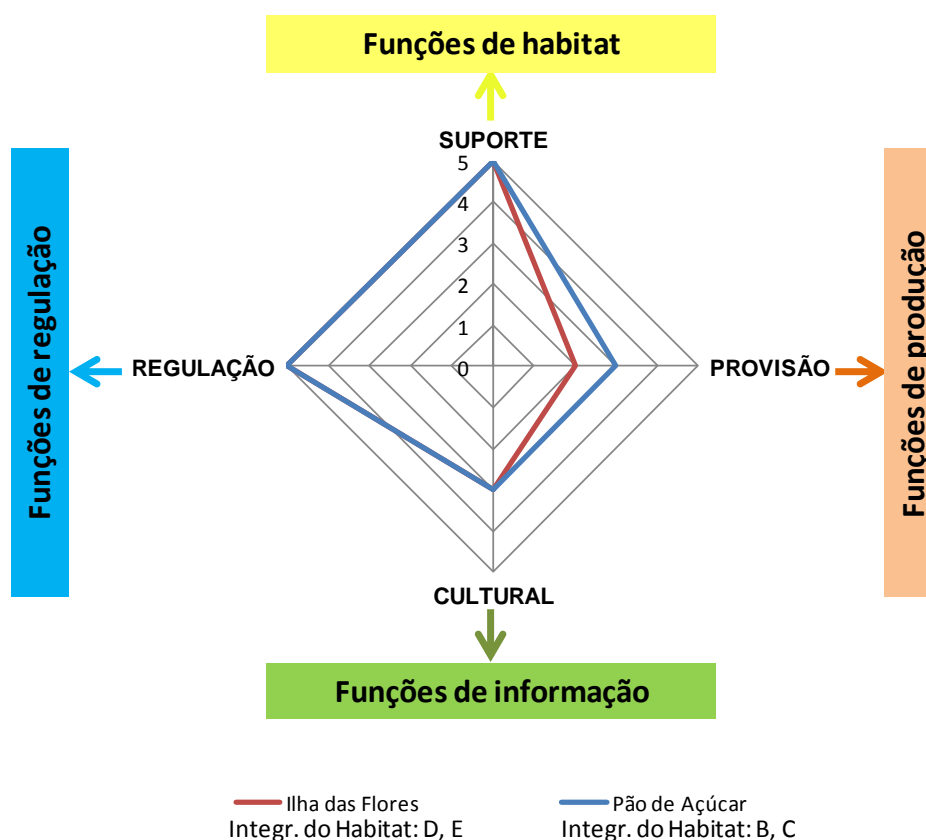 Funções de habitat
SUPORTE
5
4
3
2
1
0
Funções de regulação
REGULAÇÃO
PROVISÃO
Funções de produção
CULTURAL
Funções de informação
Ilha das Flores
Integr. do Habitat: D, E
Pão de Açúcar
Integr. do Habitat: B, C